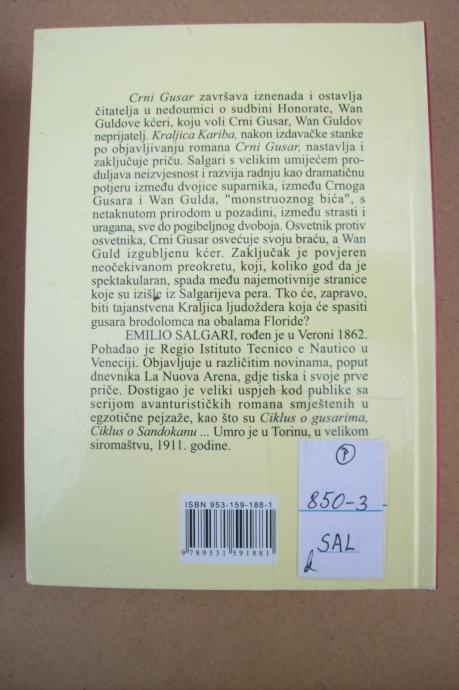 Crni Gusar završava iznenada i ostavlja
čitatelja u nedoumici o sudbini Honorate, Wan
Guldove kćeri, koju voli Crni Gusar, Wan Guldov
neprijatelj. Kraljica Kariba, nakon izdavačke stanke
po objavljivanju romana Crni Gusar, nastavlja i
zaključuje priču. Salgari s velikim umijećem pro-
duljava neizvjesnost i razvija radnju kao dramatičnu
potjeru između dvojice suparnika, između Crnoga
Gusara i Wan Gulda, "monstruoznog bića", s
netaknutom prirodom u pozadini, između strasti i
uragana, sve do pogibeljnog dvoboja. Osvetnik protiv
osvetnika, Crni Gusar osvećuje svoju braću, a Wan
Guld izgubljenu kćer. Zaključak je povjeren
neočekivanom preokretu, koji, koliko god da je
spektakularan, spada među najemotivnije stranice
koje su izišle iz Salgarijeva pera. Tko će, zapravo,
biti tajanstvena Kraljica ljudoždera koja će spasiti
gusara brodolomca na obalama Floride?
EMILIO SALGARI, rođen je u Veroni 1862.
Pohađao je Regio Istituto Tecnico e Nautico u
Veneciji. Objavljuje u različitim novinama, poput
dnevnika La Nuova Arena, gdje tiska i svoje prve
priče. Dostigao je veliki uspjeh kod publike sa
serijom avanturističkih romana smještenih u
egzotične pejzaže, kao što su Ciklus o gusarima,
Ciklus o Sandokanu ... Umro je u Torinu, u velikom
siromaštvu, 1911. godine.
P
850-3
SAL
d
ISBN 953-159-188-1
9 789531 591881